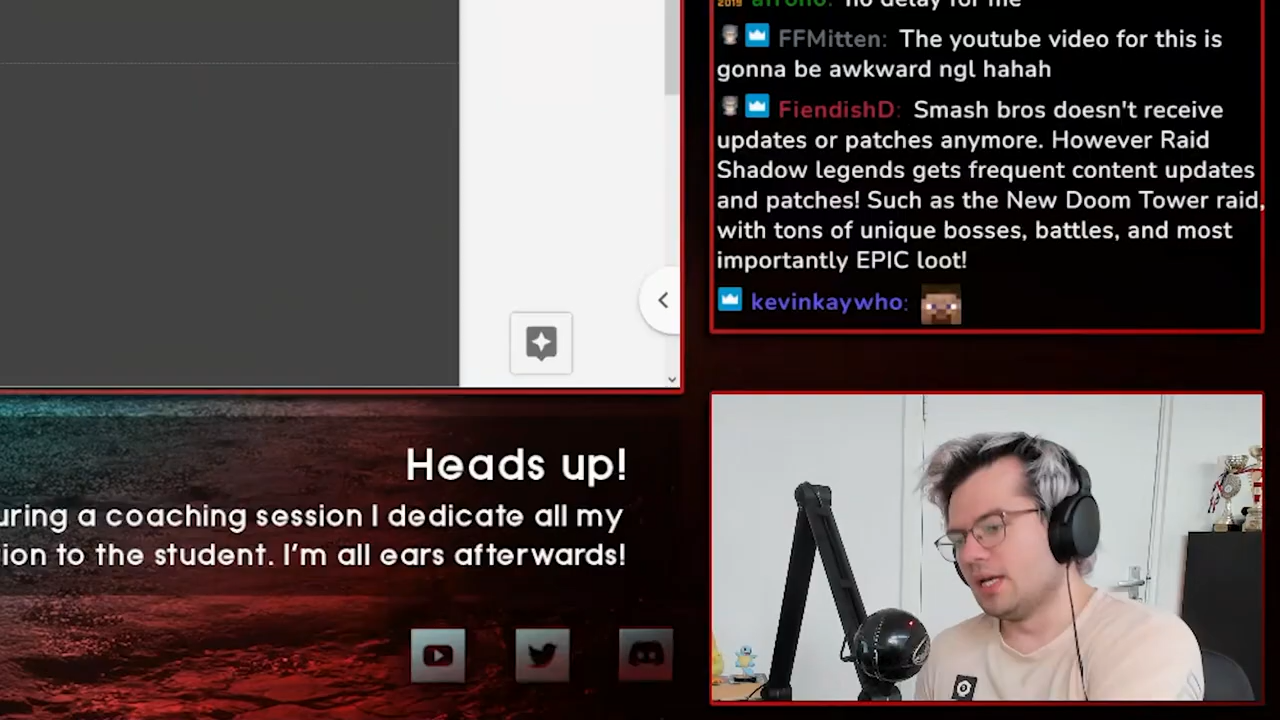 no delay for me
FFMitten: The youtube video for this is
gonna be awkward ngl hahah
FiendishD: Smash bros doesn't receive
updates or patches anymore. However Raid
Shadow legends gets frequent content updates
and patches! Such as the New Doom Tower raid,
with tons of unique bosses, battles, and most
importantly EPIC loot!
kevinkaywho:
Heads up!
uring a coaching session I dedicate all my
ion to the student. I'm all ears afterwards!